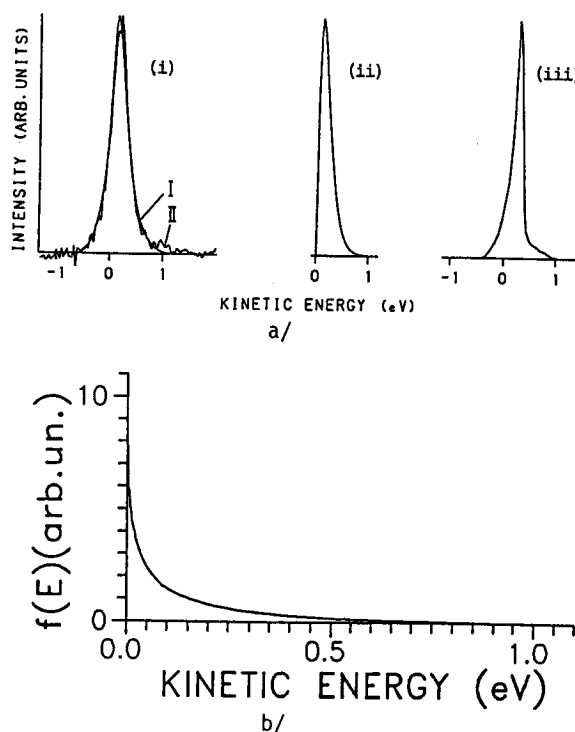 INTENSITY (ARB.UNITS)
(i)
I
II
-1 0 1
(ii)
0 1
(iii)
-1 0 1
KINETIC ENERGY (eV)
a/
f(E)(arb.un.)
10
0
0.0 0.5 1.0
KINETIC ENERGY (eV)
b/